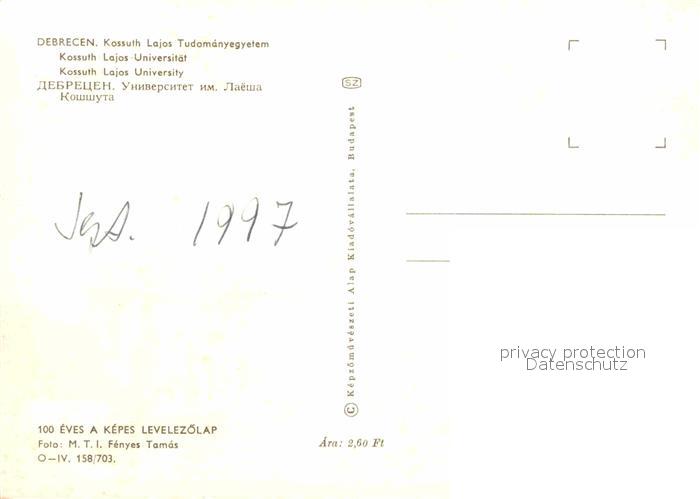 DEBRECEN. Kossuth Lajos Tudományegyetem
Kossuth Lajos Universität
Kossuth Lajos University
ДЕБРЕЦЕН. Университет им. Лаёша
Кошшута
SZ
© Képzőművészeti Alap Kiadóvállalata, Budapest
1997
privacy protection
Datenschutz
100 ÉVES A KÉPES LEVELEZŐLAP
Foto: M. T. I. Fényes Tamás
O—IV. 158/703.
Ára: 2,60 Ft